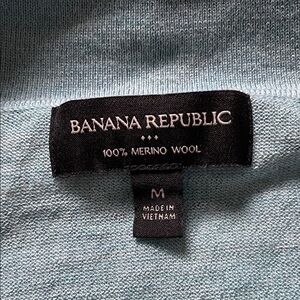 BANANA REPUBLIC
100% MERINO WOOL
M
MADE IN
VIETNAM